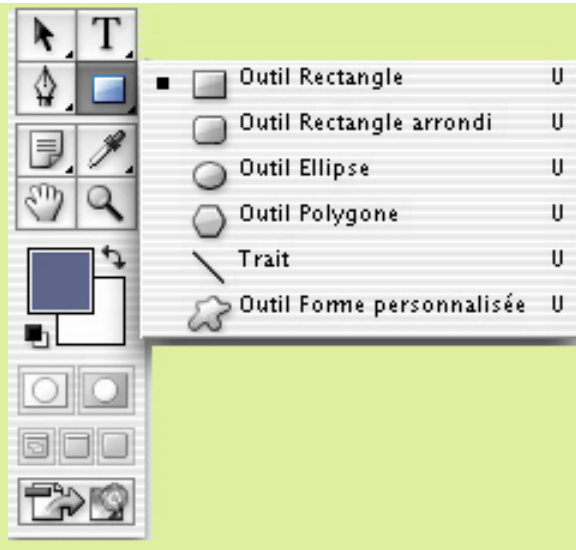 T
Outil Rectangle U
Outil Rectangle arrondi U
Outil Ellipse U
Outil Polygone U
Trait U
Outil Forme personnalisée U